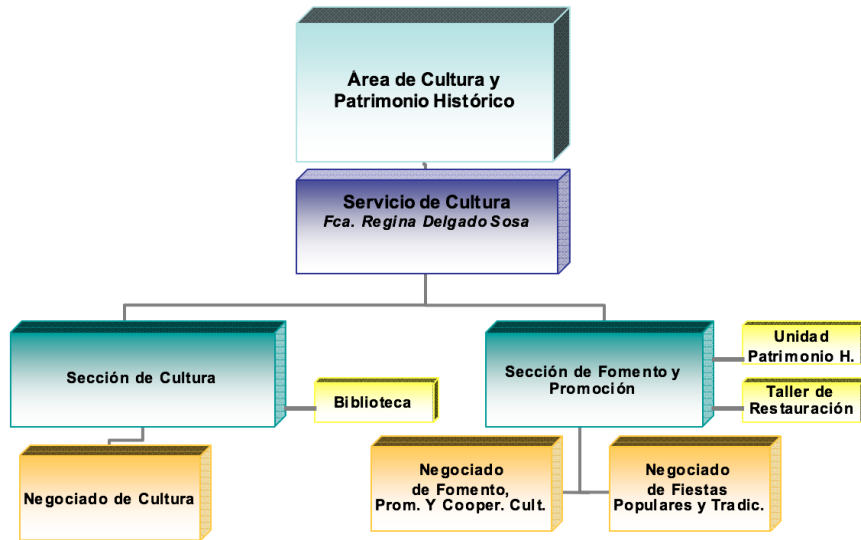 Área de Cultura y
Patrimonio Histórico
Servicio de Cultura
Fca. Regina Delgado Sosa
Sección de Cultura
Biblioteca
Sección de Fomento y
Promoción
Unidad
Patrimonio H.
Taller de
Restauración
Negociado de Cultura
Negociado
de Fomento,
Prom. Y Cooper. Cult.
Negociado
de Fiestas
Populares y Tradic.